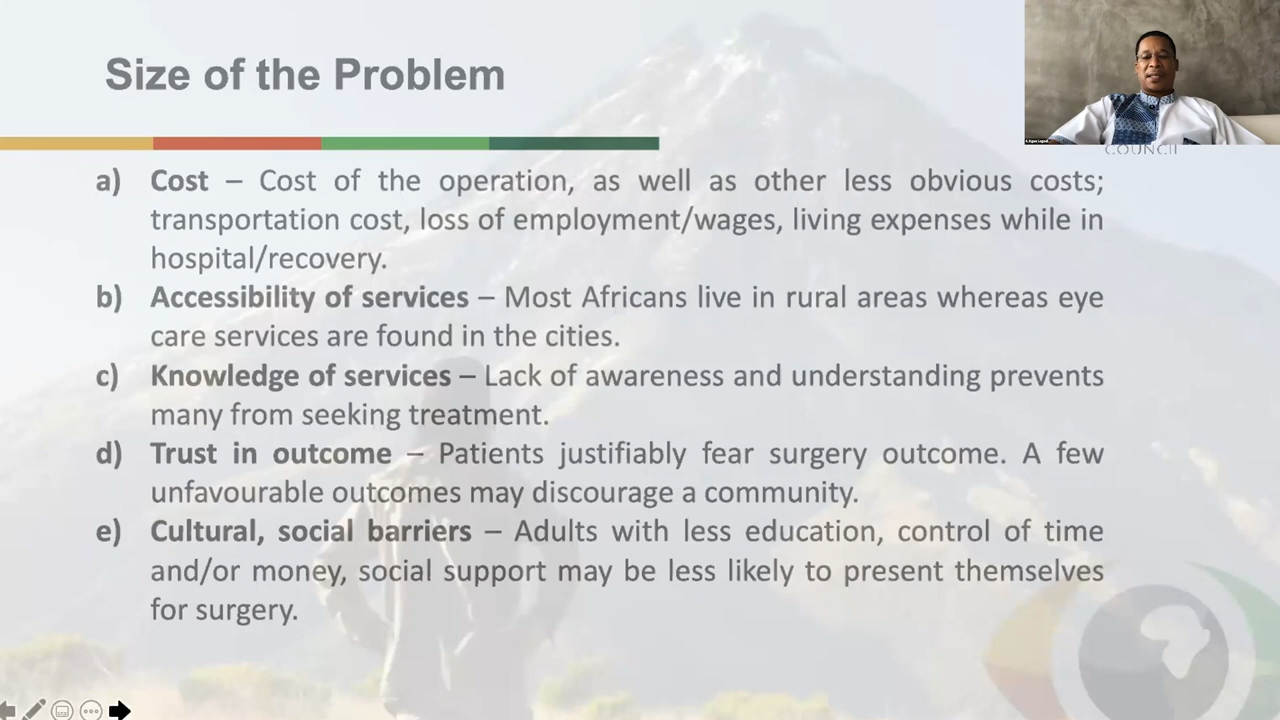 Size of the Problem
COUNCIL
a) Cost – Cost of the operation, as well as other less obvious costs;
transportation cost, loss of employment/wages, living expenses while in
hospital/recovery.
b) Accessibility of services – Most Africans live in rural areas whereas eye
care services are found in the cities.
c) Knowledge of services – Lack of awareness and understanding prevents
many from seeking treatment.
d) Trust in outcome – Patients justifiably fear surgery outcome. A few
unfavourable outcomes may discourage a community.
e) Cultural, social barriers – Adults with less education, control of time
and/or money, social support may be less likely to present themselves
for surgery.